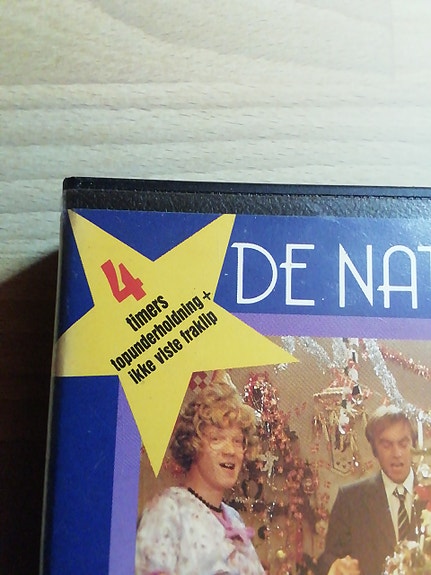 4
timers
topunderholdning +
ikke viste fraklip
DE NAT